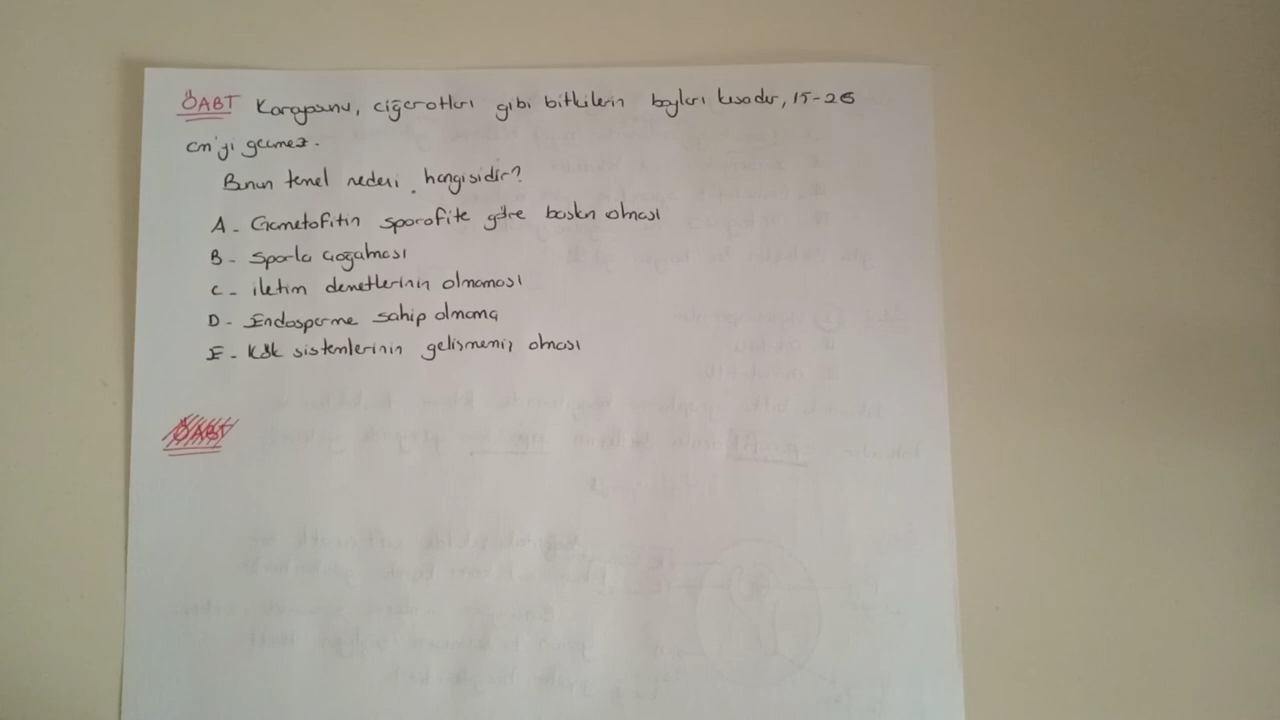 ÖABT Karayosunu, ciğerotları gibi bitkilerin boyları kısadır, 15-20
cm'yi geçmez.
Bunun temel nedeni hangisidir?
A - Gametofitin sporofite göre baskın olması
B - Sporla çoğalması
C - iletim demetlerinin olmaması
D - Endosperme sahip olmama
E - Kök sistemlerinin gelişmemiş olması
ÖABT